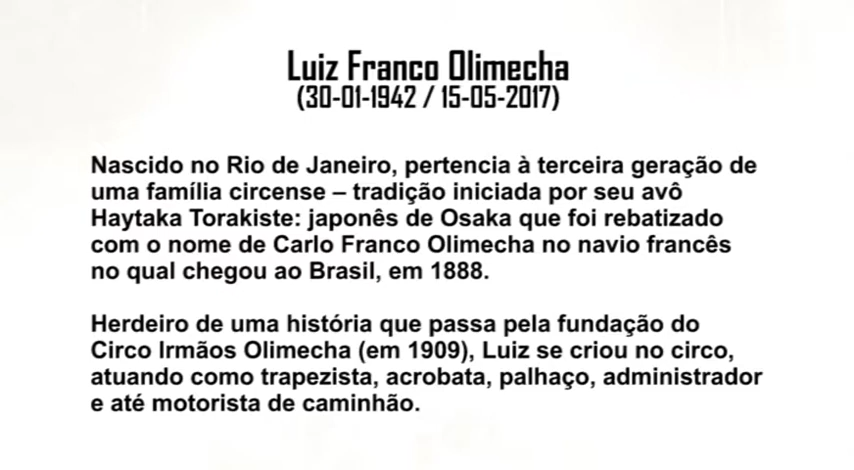 Luiz Franco Olimecha
(30-01-1942 / 15-05-2017)
Nascido no Rio de Janeiro, pertencia à terceira geração de
uma família circense – tradição iniciada por seu avô
Haytaka Torakiste: japonês de Osaka que foi rebatizado
com o nome de Carlo Franco Olimecha no navio francês
no qual chegou ao Brasil, em 1888.
Herdeiro de uma história que passa pela fundação do
Circo Irmãos Olimecha (em 1909), Luiz se criou no circo,
atuando como trapezista, acrobata, palhaço, administrador
e até motorista de caminhão.